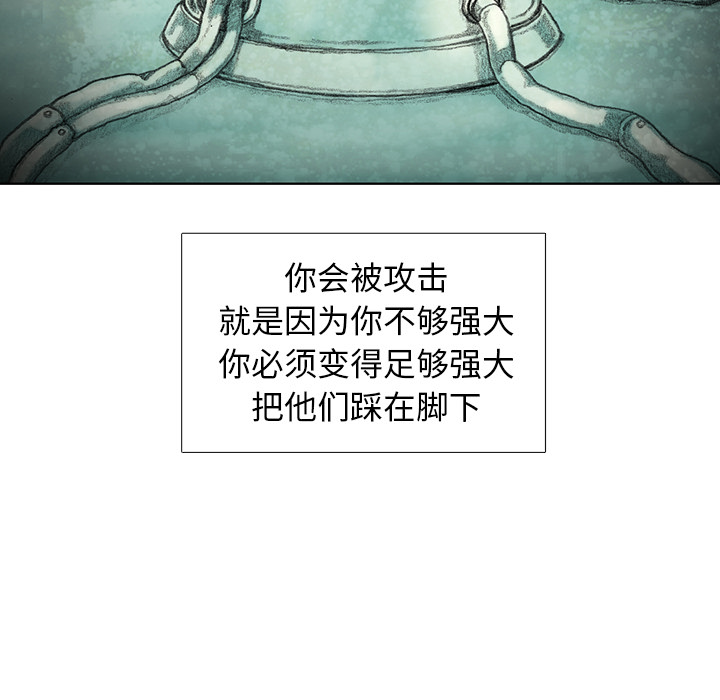 你会被攻击
就是因为你不够强大
你必须变得足够强大
把他们踩在脚下